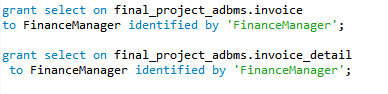 grant select on final_project_adbms.invoice
to FinanceManager identified by 'FinanceManager';
grant select on final_project_adbms.invoice_detail
to FinanceManager identified by 'FinanceManager';